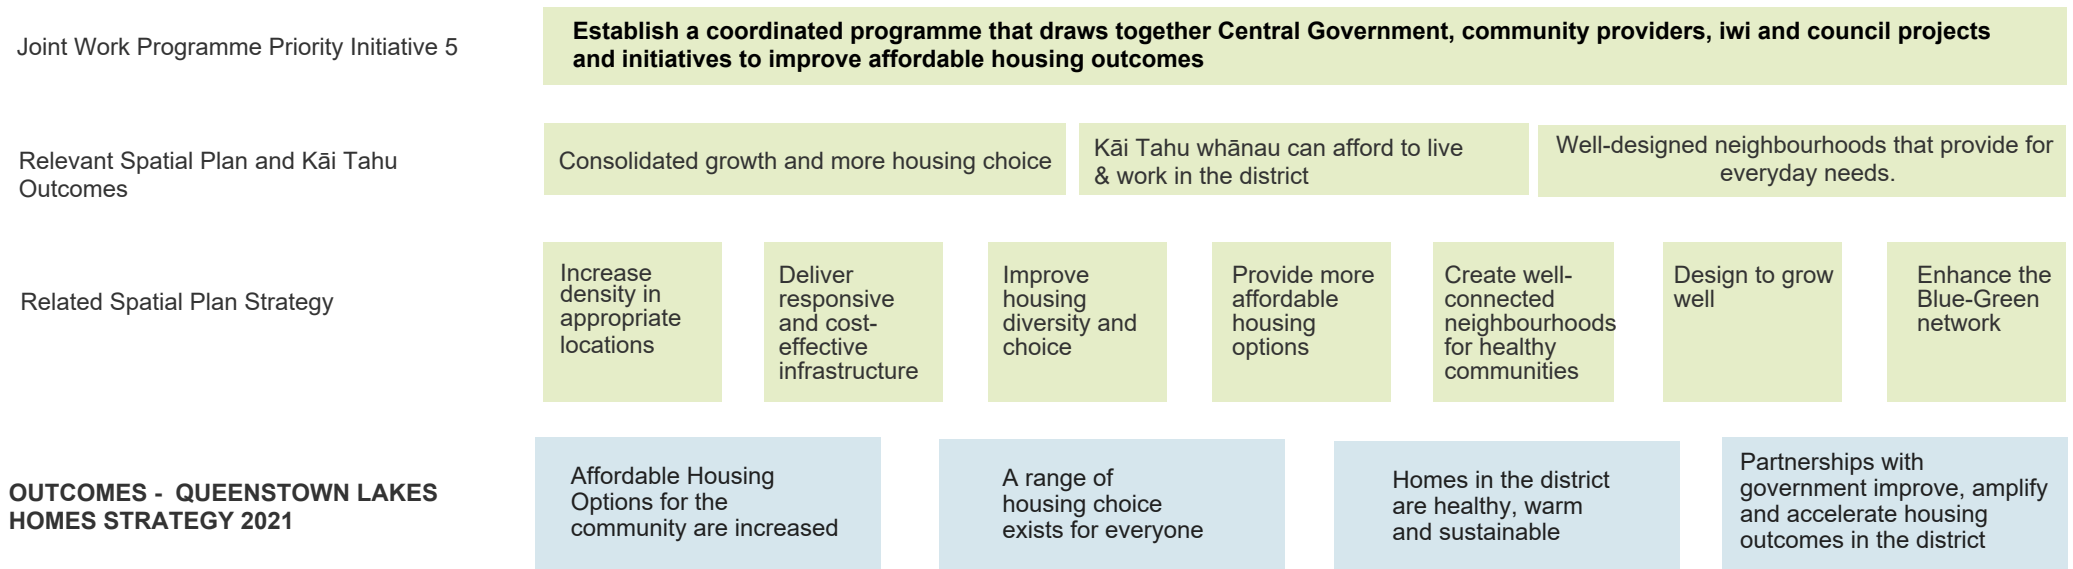 Joint Work Programme Priority Initiative 5
Establish a coordinated programme that draws together Central Government, community providers, iwi and council projects
and initiatives to improve affordable housing outcomes
Relevant Spatial Plan and Kāi Tahu
Outcomes
Consolidated growth and more housing choice
Kāi Tahu whānau can afford to live
& work in the district
Well-designed neighbourhoods that provide for
everyday needs.
Related Spatial Plan Strategy
Increase
density in
appropriate
locations
Deliver
responsive
and cost-
effective
infrastructure
Improve
housing
diversity and
choice
Provide more
affordable
housing
options
Create well-
connected
neighbourhoods
for healthy
communities
Design to grow
well
Enhance the
Blue-Green
network
OUTCOMES - QUEENSTOWN LAKES
HOMES STRATEGY 2021
Affordable Housing
Options for the
community are increased
A range of
housing choice
exists for everyone
Homes in the district
are healthy, warm
and sustainable
Partnerships with
government improve, amplify
and accelerate housing
outcomes in the district